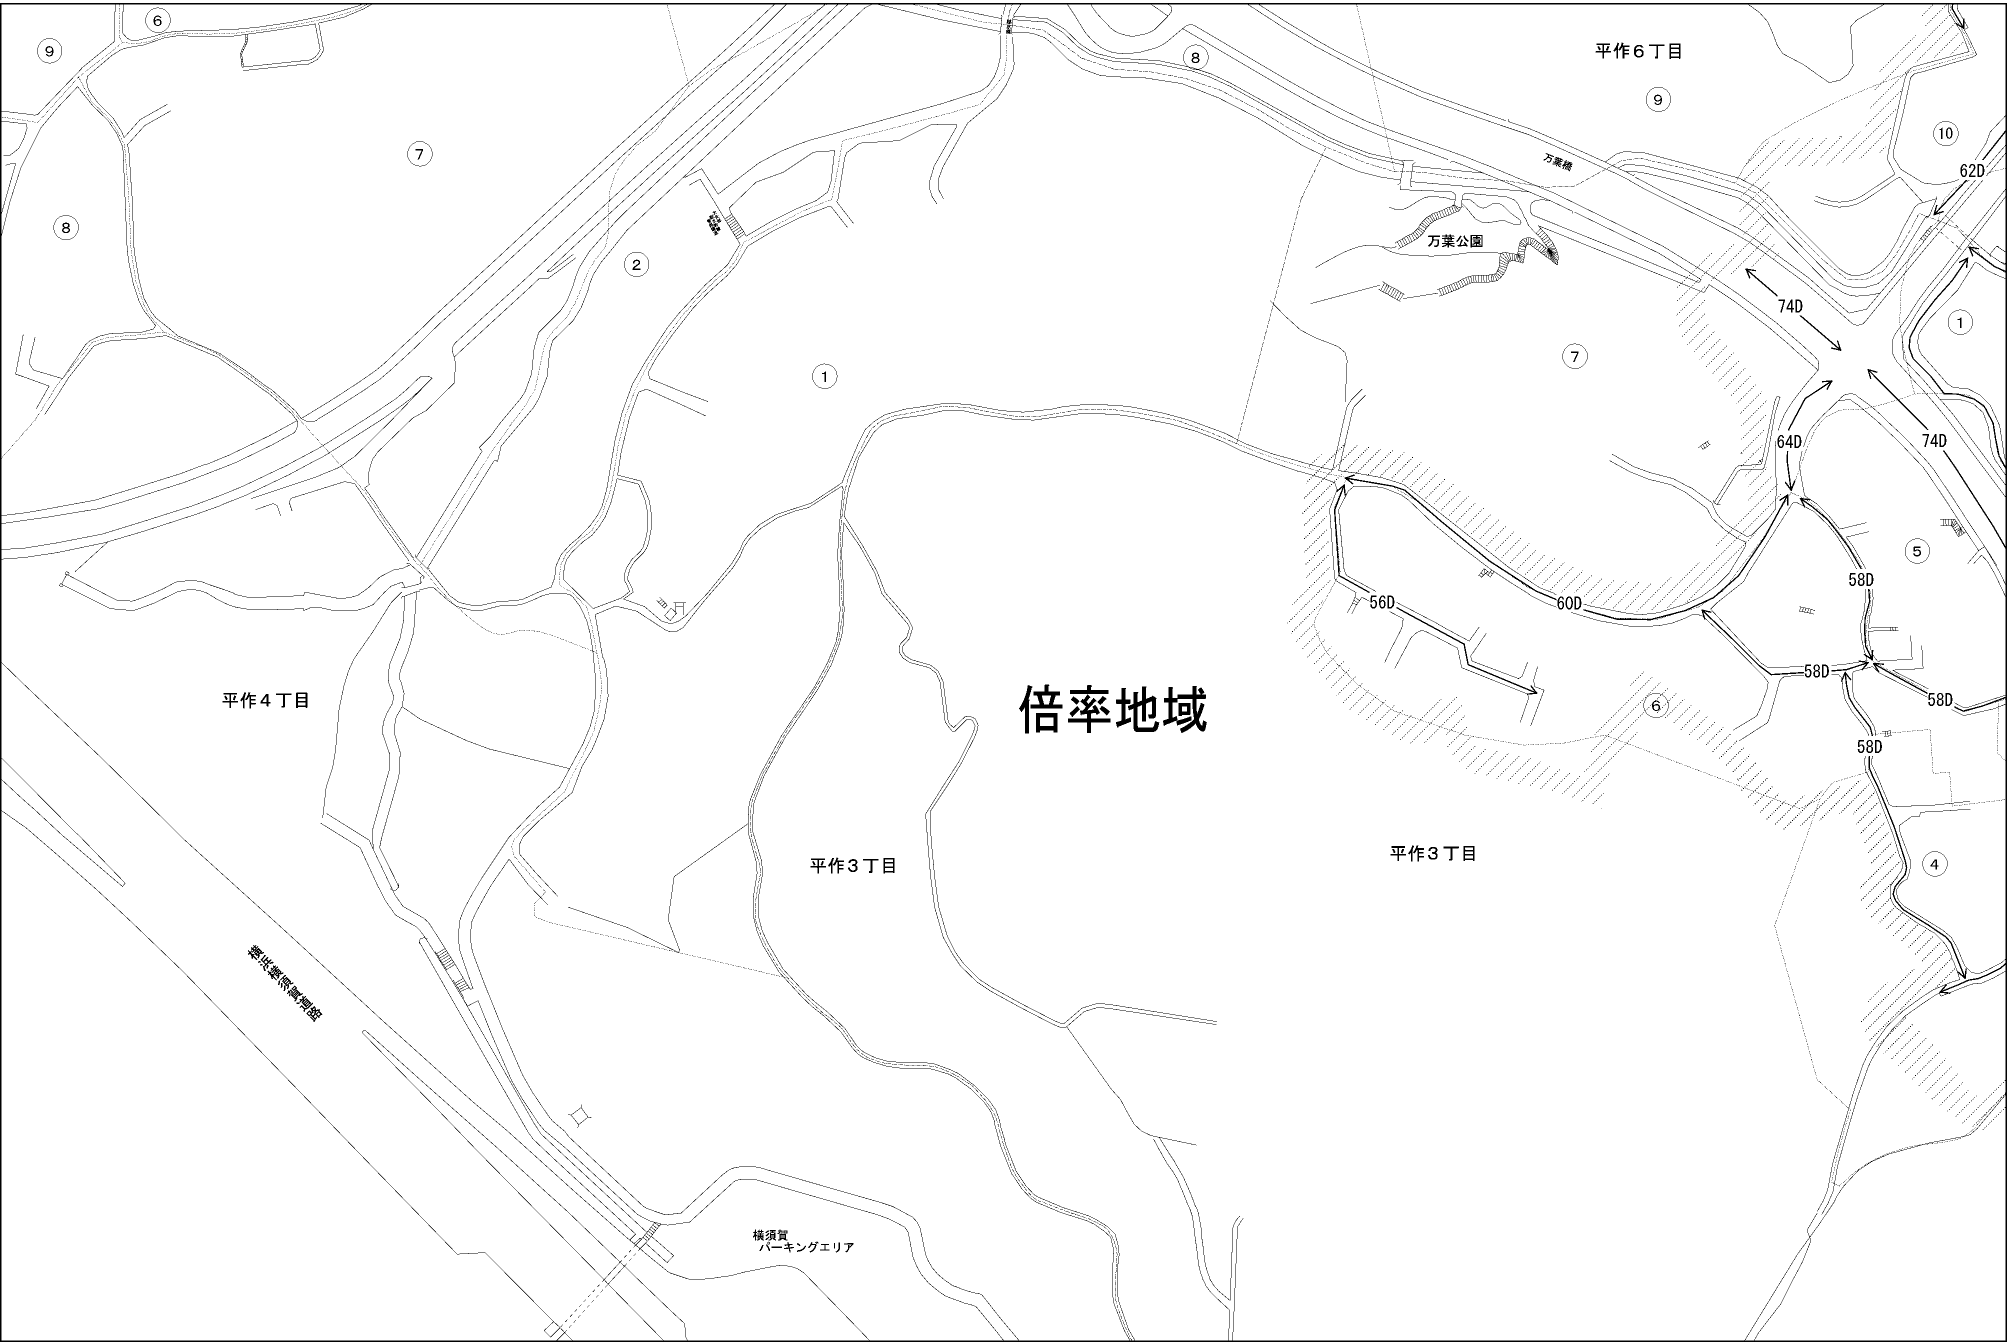 ⑥
⑨
平作６丁目
⑧
⑨
⑩
⑦
万葉橋
62D
⑧
②
万葉公園
74D
①
⑦
①
64D
74D
⑤
58D
56D
60D
58D
58D
平作４丁目
倍率地域
⑥
58D
平作３丁目
平作３丁目
④
横浜横須賀道路
横須賀
パーキングエリア